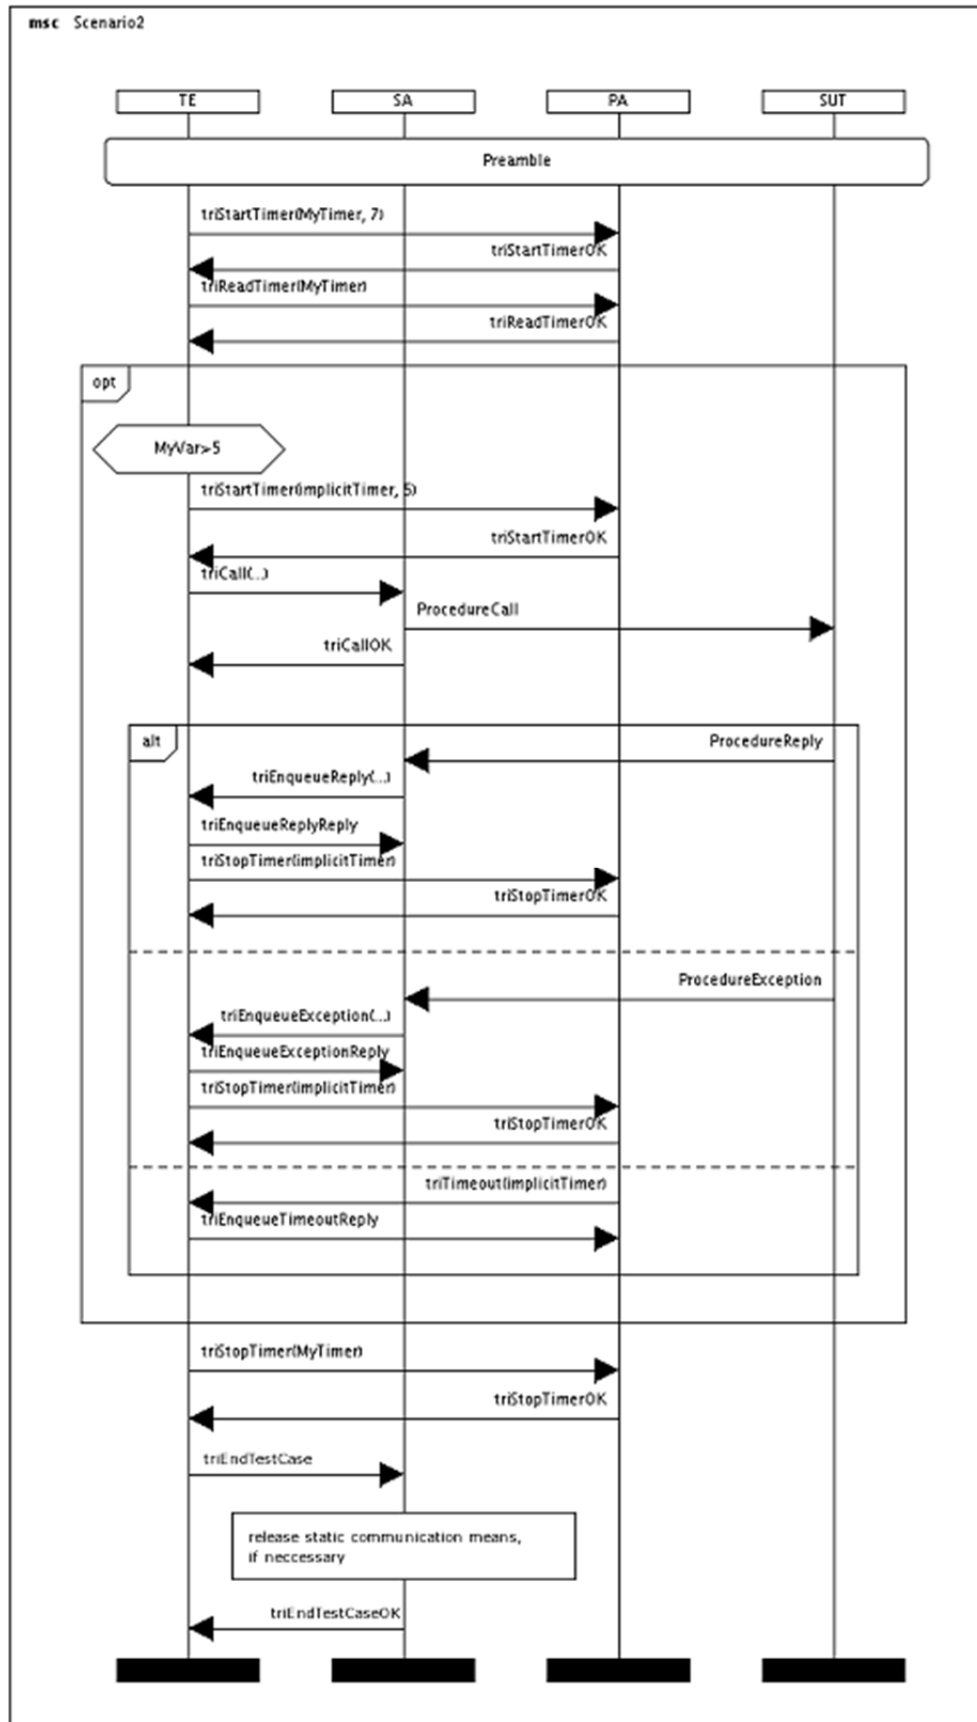 msc Scenario2
TE SA PA SUT
Preamble
triStartTimer(MyTimer, 7)
triStartTimerOK
triReadTimer(MyTimer)
triReadTimerOK
opt
MyVar>5
triStartTimer(implicitTimer, 5)
triStartTimerOK
triCall(..)
ProcedureCall
triCallOK
alt
ProcedureReply
triEnqueueReply(..)
triEnqueueReplyReply
triStopTimer(implicitTimer)
triStopTimerOK
ProcedureException
triEnqueueException(..)
triEnqueueExceptionReply
triStopTimer(implicitTimer)
triStopTimerOK
triTimeout(implicitTimer)
triEnqueueTimeoutReply
triStopTimer(MyTimer)
triStopTimerOK
triEndTestCase
release static communication means,
if neccessary
triEndTestCaseOK